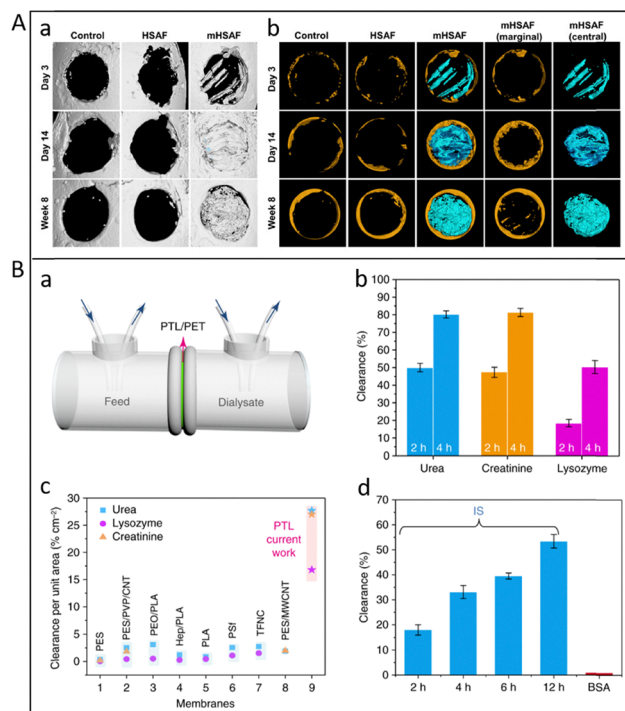 A
a
Control HSAF mHSAF
Day 3
Day 14
Week 8
b
Control HSAF mHSAF mHSAF (marginal) mHSAF (central)
Day 3
Day 14
Week 8
B
a
PTL/PET
Feed
Dialysate
b
Clearance (%)
90
80
70
60
50
40
30
20
10
0
2 h 4 h 2 h 4 h 2 h 4 h
Urea Creatinine Lysozyme
c
Clearance per unit area (% cm⁻²)
30
25
20
15
10
5
0
Urea
Lysozyme
Creatinine
PTL
current
work
PES
PES/PVP/CNT
PEO/PLA
Hep/PLA
PLA
PSf
TFNC
PES/MWCNT
1 2 3 4 5 6 7 8 9
Membranes
d
Clearance (%)
70
60
50
40
30
20
10
0
IS
2 h 4 h 6 h 12 h BSA